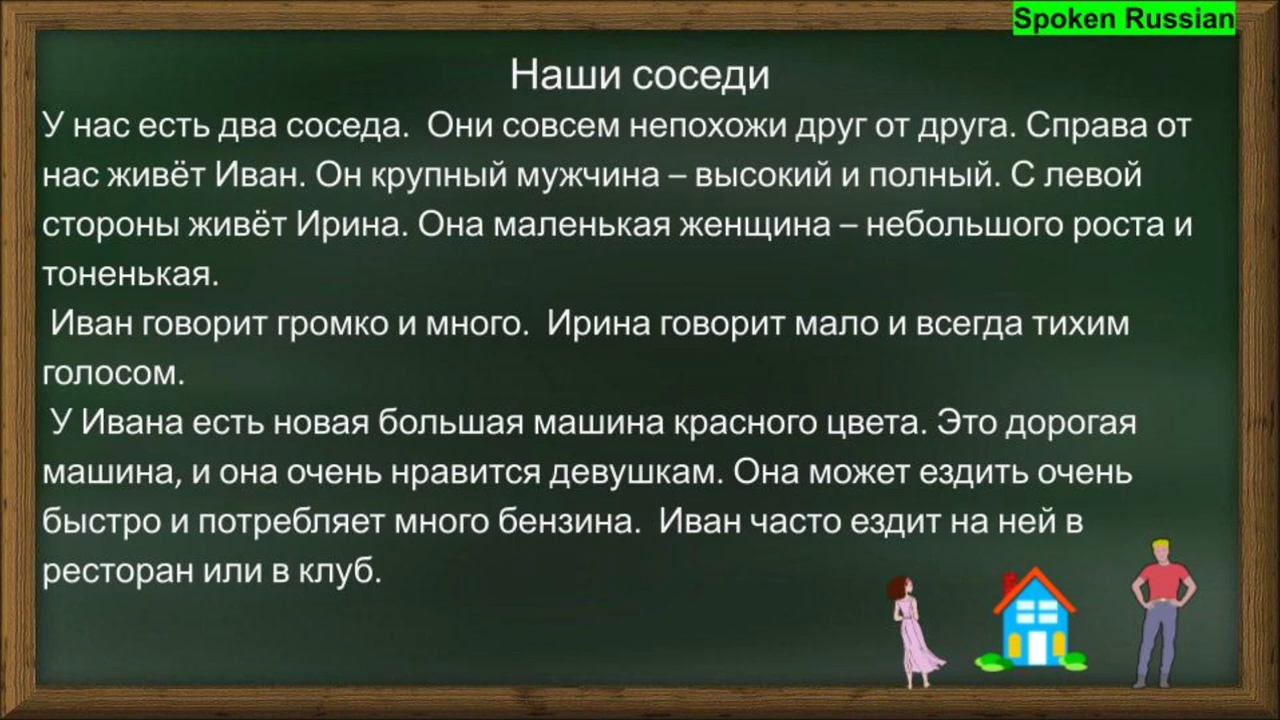 Spoken Russian
Наши соседи
У нас есть два соседа.  Они совсем непохожи друг от друга. Справа от
нас живёт Иван. Он крупный мужчина – высокий и полный. С левой
стороны живёт Ирина. Она маленькая женщина – небольшого роста и
тоненькая.
Иван говорит громко и много.  Ирина говорит мало и всегда тихим
голосом.
У Ивана есть новая большая машина красного цвета. Это дорогая
машина, и она очень нравится девушкам. Она может ездить очень
быстро и потребляет много бензина.  Иван часто ездит на ней в
ресторан или в клуб.